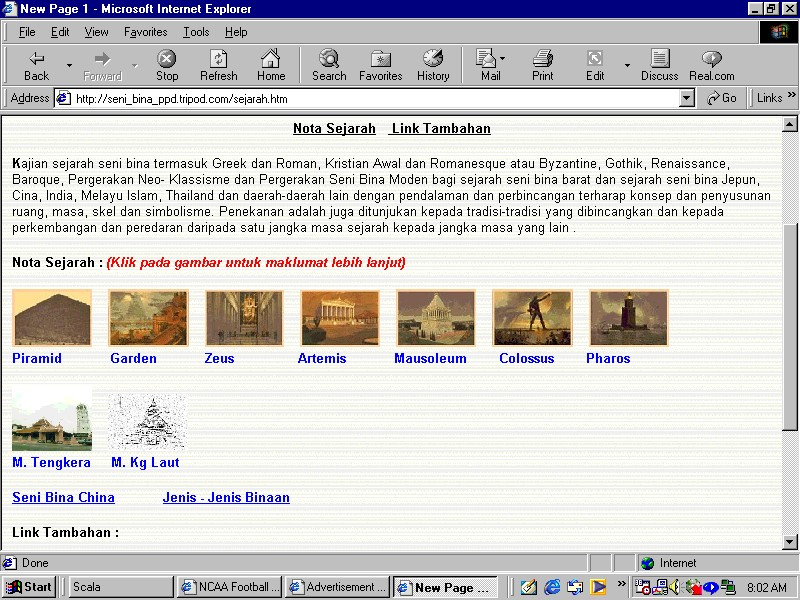 New Page 1 - Microsoft Internet Explorer
File Edit View Favorites Tools Help
Back Forward Stop Refresh Home Search Favorites History Mail Print Edit Discuss Real.com
Address http://seni_bina_ppd.tripod.com/sejarah.htm Go Links »
Nota Sejarah Link Tambahan
Kajian sejarah seni bina termasuk Greek dan Roman, Kristian Awal dan Romanesque atau Byzantine, Gothik, Renaissance,
Baroque, Pergerakan Neo- Klassisme dan Pergerakan Seni Bina Moden bagi sejarah seni bina barat dan sejarah seni bina Jepun,
Cina, India, Melayu Islam, Thailand dan daerah-daerah lain dengan pendalaman dan perbincangan terharap konsep dan penyusunan
ruang, masa, skel dan simbolisme. Penekanan adalah juga ditunjukan kepada tradisi-tradisi yang dibincangkan dan kepada
perkembangan dan peredaran daripada satu jangka masa sejarah kepada jangka masa yang lain .
Nota Sejarah : (Klik pada gambar untuk maklumat lebih lanjut)
Piramid Garden Zeus Artemis Mausoleum Colossus Pharos
M. Tengkera M. Kg Laut
Seni Bina China Jenis - Jenis Binaan
Link Tambahan :
Done Internet
Start Scala NCAA Football ... Advertisement ... New Page ... » 8:02 AM